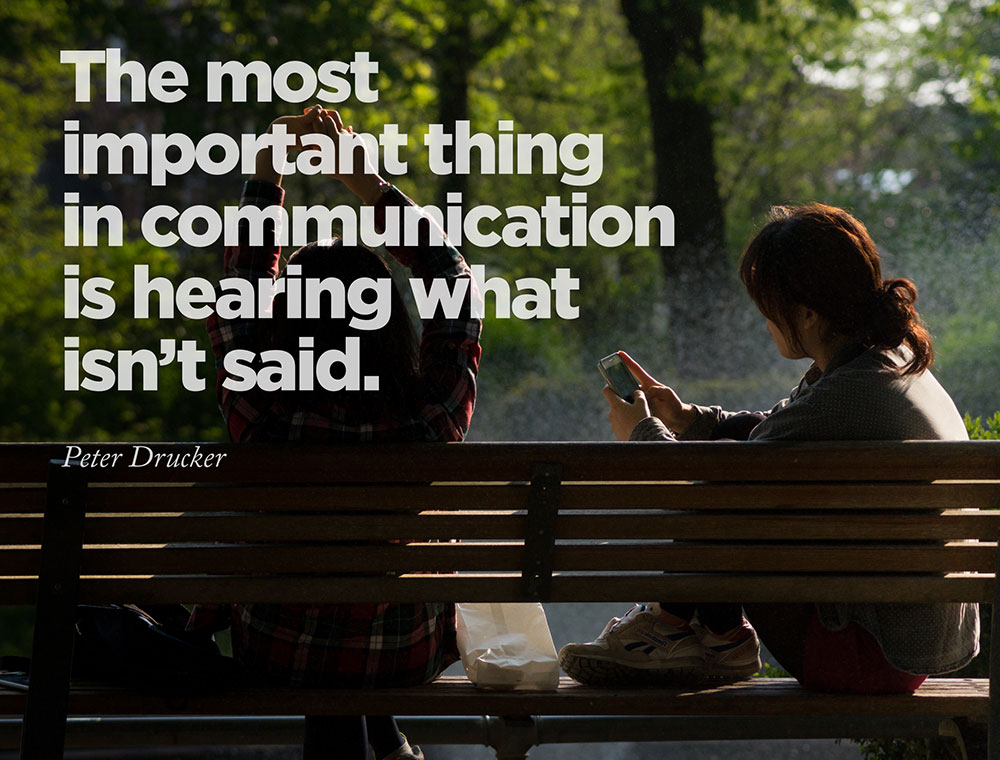 The most
important thing
in communication
is hearing what
isn’t said.
Peter Drucker